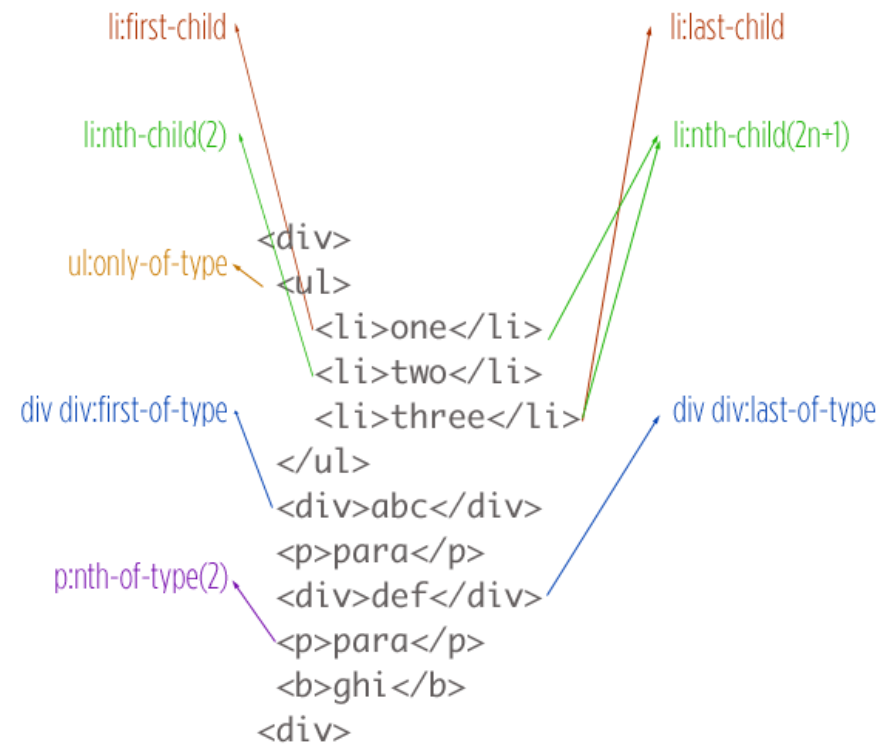 li:first-child
li:last-child
li:nth-child(2)
li:nth-child(2n+1)
<div>
ul:only-of-type
<ul>
<li>one</li>
<li>two</li>
<li>three</li>
div div:first-of-type
div div:last-of-type
</ul>
<div>abc</div>
<p>para</p>
p:nth-of-type(2)
<div>def</div>
<p>para</p>
<b>ghi</b>
<div>